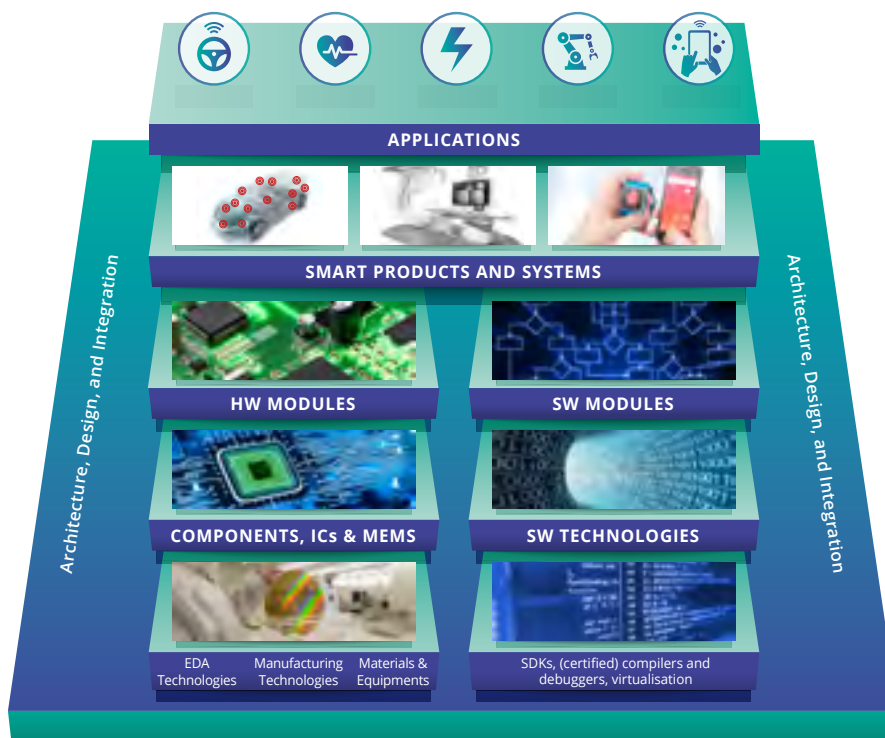 APPLICATIONS
SMART PRODUCTS AND SYSTEMS
Architecture, Design, and Integration
Architecture, Design, and Integration
HW MODULES
SW MODULES
COMPONENTS, ICs & MEMS
SW TECHNOLOGIES
EDA
Technologies
Manufacturing
Technologies
Materials &
Equipments
SDKs, (certified) compilers and
debuggers, virtualisation